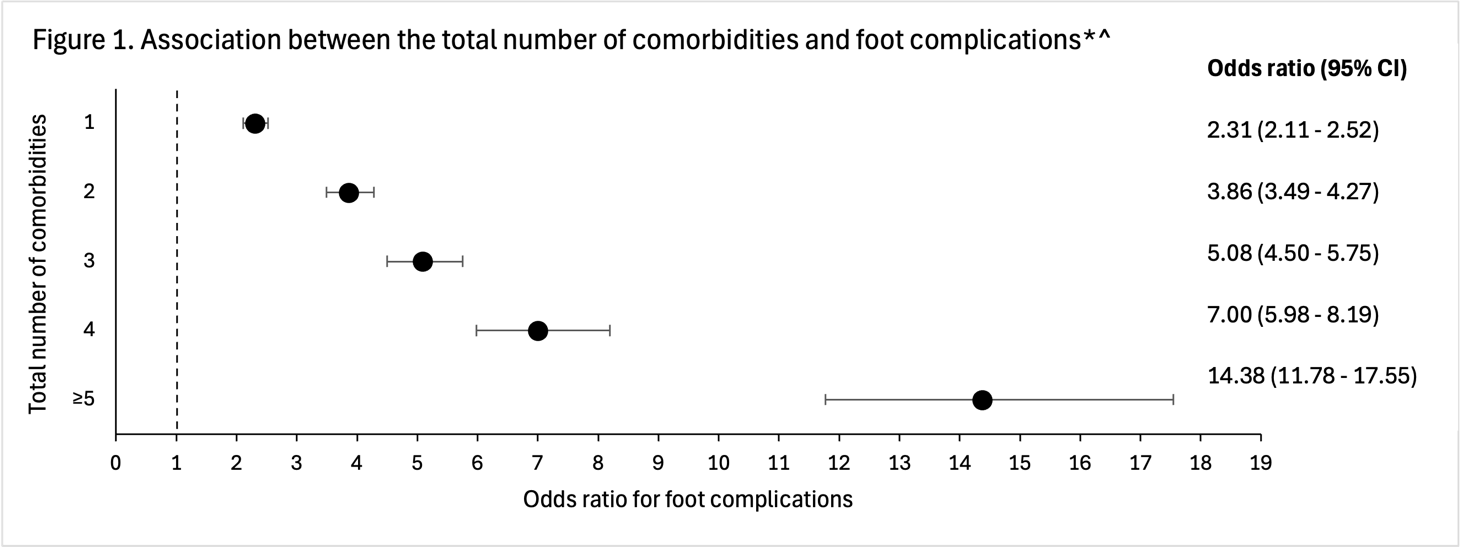 Figure 1. Association between the total number of comorbidities and foot complications*^
Odds ratio (95% CI)
Total number of comorbidities
1
2.31 (2.11 - 2.52)
2
3.86 (3.49 - 4.27)
3
5.08 (4.50 - 5.75)
4
7.00 (5.98 - 8.19)
≥5
14.38 (11.78 - 17.55)
0 1 2 3 4 5 6 7 8 9 10 11 12 13 14 15 16 17 18 19
Odds ratio for foot complications